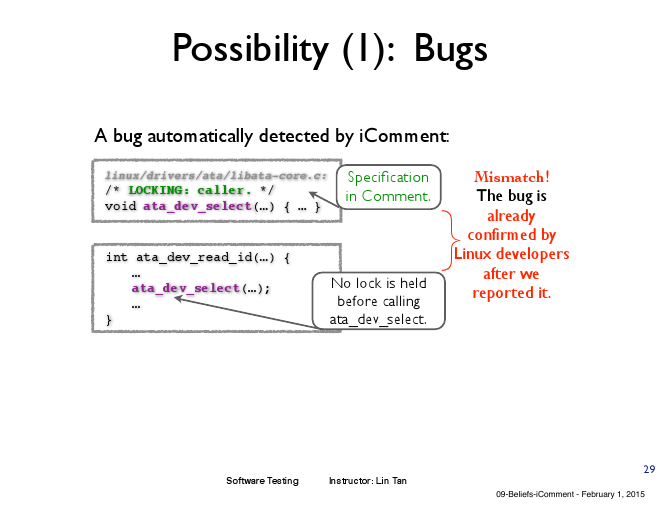 Possibility (1): Bugs
A bug automatically detected by iComment:
linux/drivers/ata/libata-core.c:
/* LOCKING: caller. */
void ata_dev_select(…) { … }
Specification
in Comment.
Mismatch!
The bug is
already
confirmed by
Linux developers
after we
reported it.
int ata_dev_read_id(…) {
…
ata_dev_select(…);
…
}
No lock is held
before calling
ata_dev_select.
29
Software Testing Instructor: Lin Tan
09-Beliefs-iComment - February 1, 2015